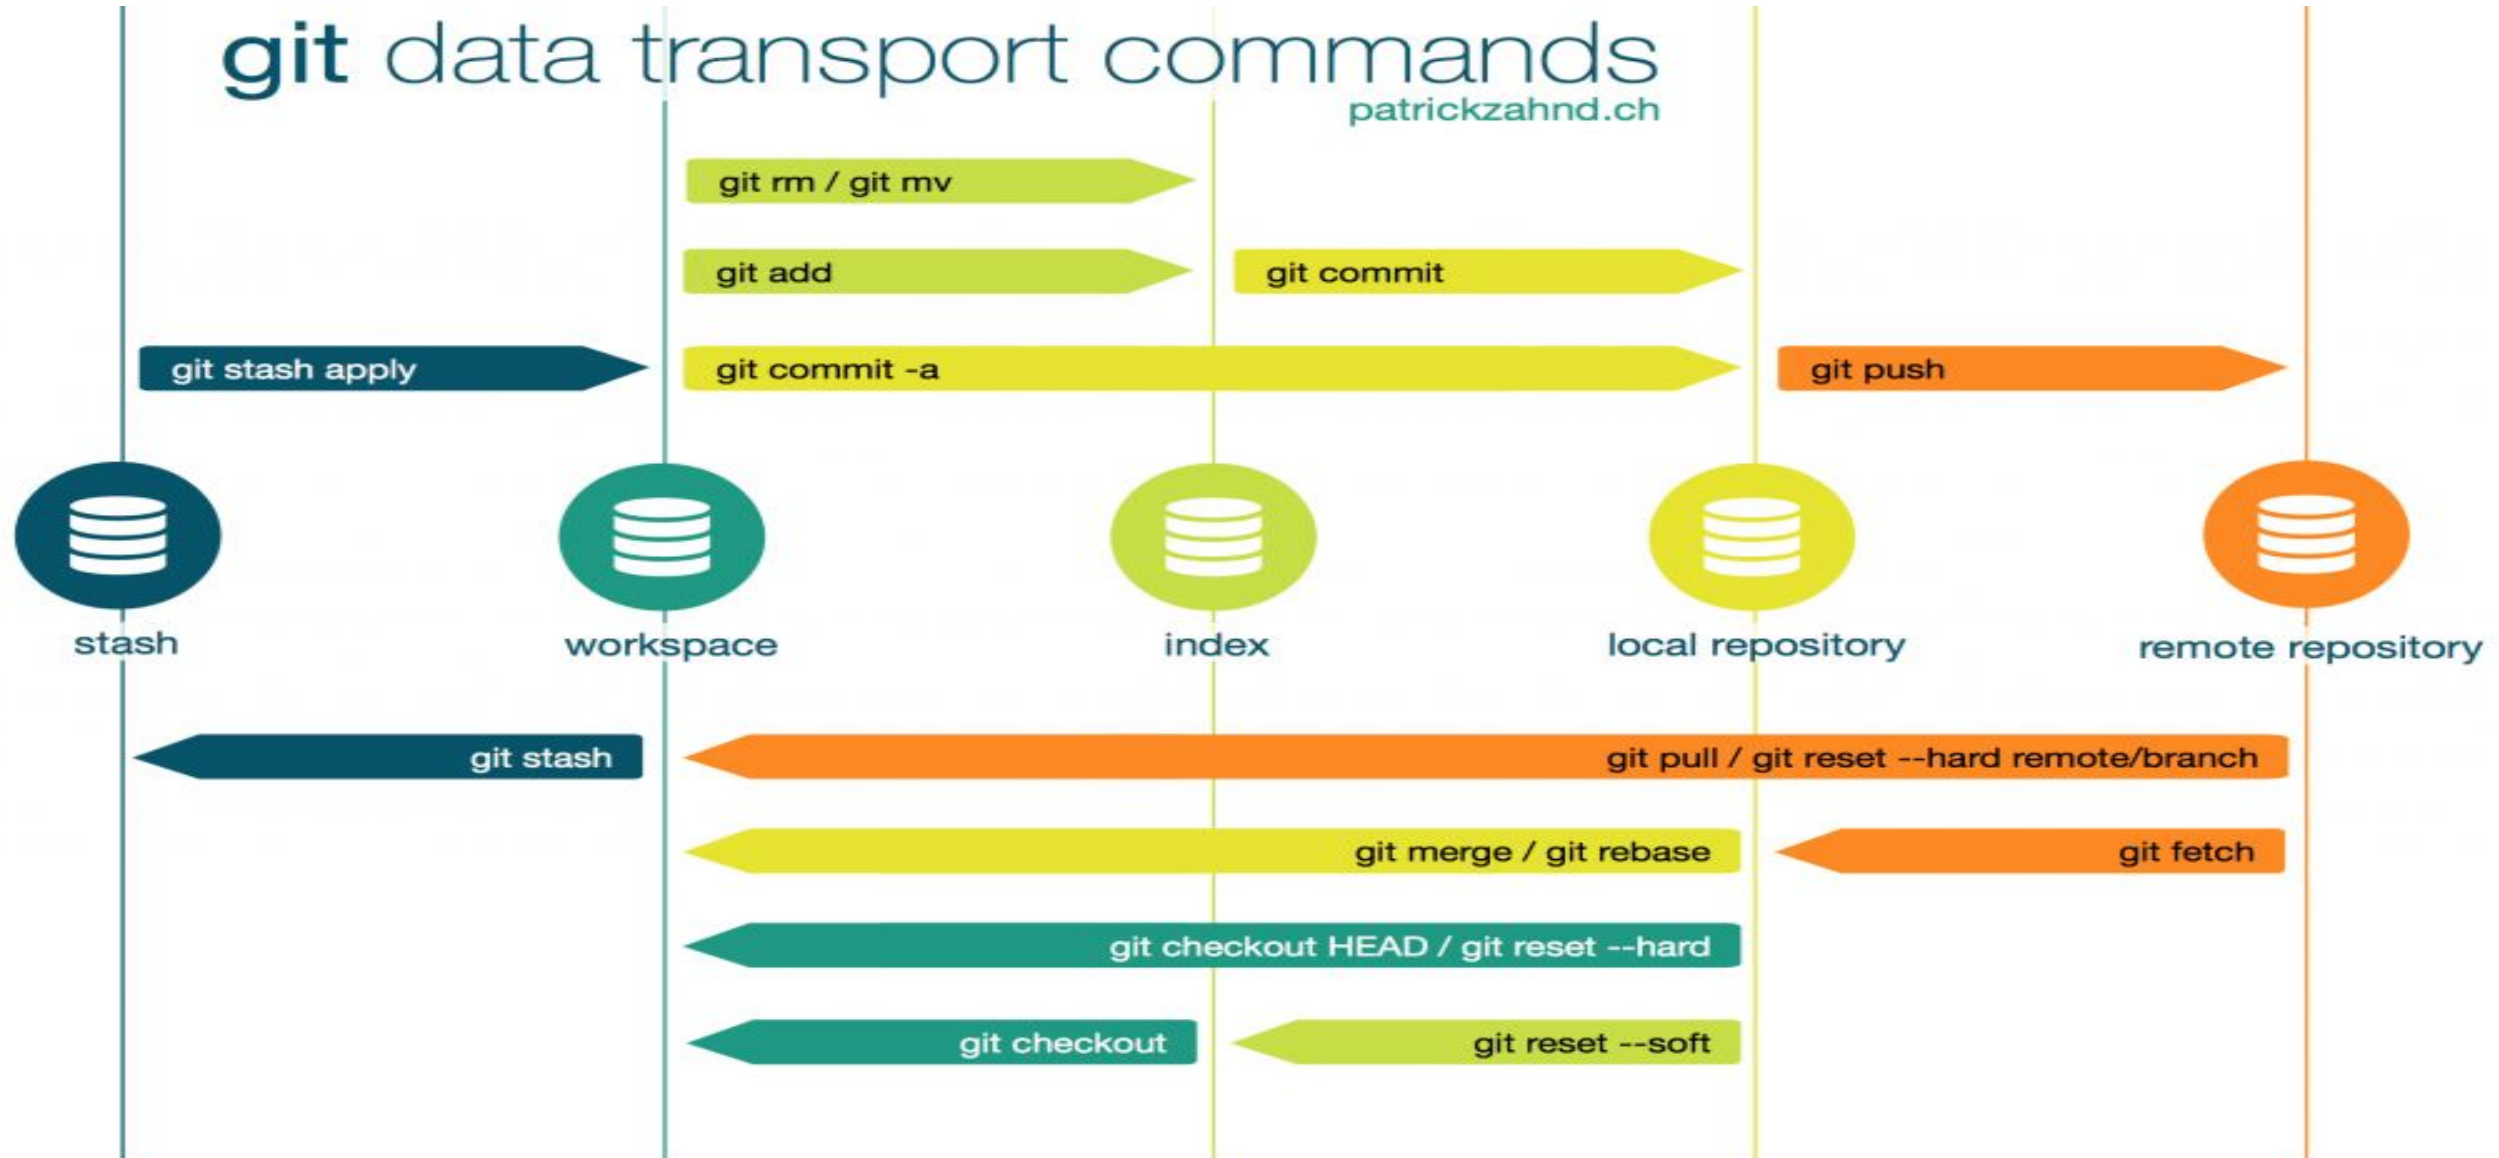 git data transport commands
patrickzahnd.ch
git rm / git mv
git add
git commit
git stash apply
git commit -a
git push
stash
workspace
index
local repository
remote repository
git stash
git pull / git reset --hard remote/branch
git merge / git rebase
git fetch
git checkout HEAD / git reset --hard
git checkout
git reset --soft